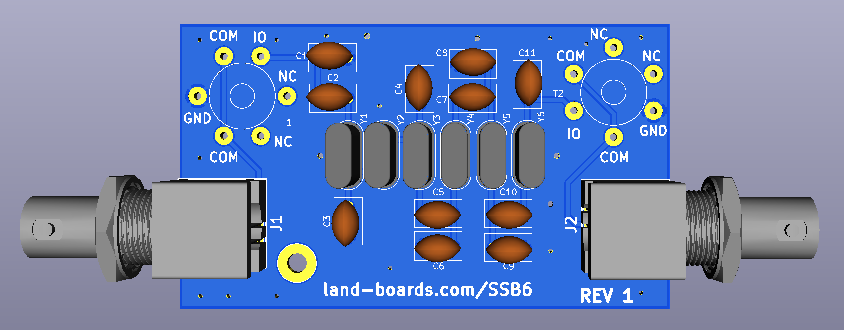 COM IO
C1
C2
NC
GND
1
NC
COM
C4
C8
C7
C11
NC
COM
NC
T2
IO
GND
COM
Y1
Y2
Y3
Y4
Y5
Y6
J1
C3
C5
C6
C10
C9
J2
land-boards.com/SSB6
REV 1